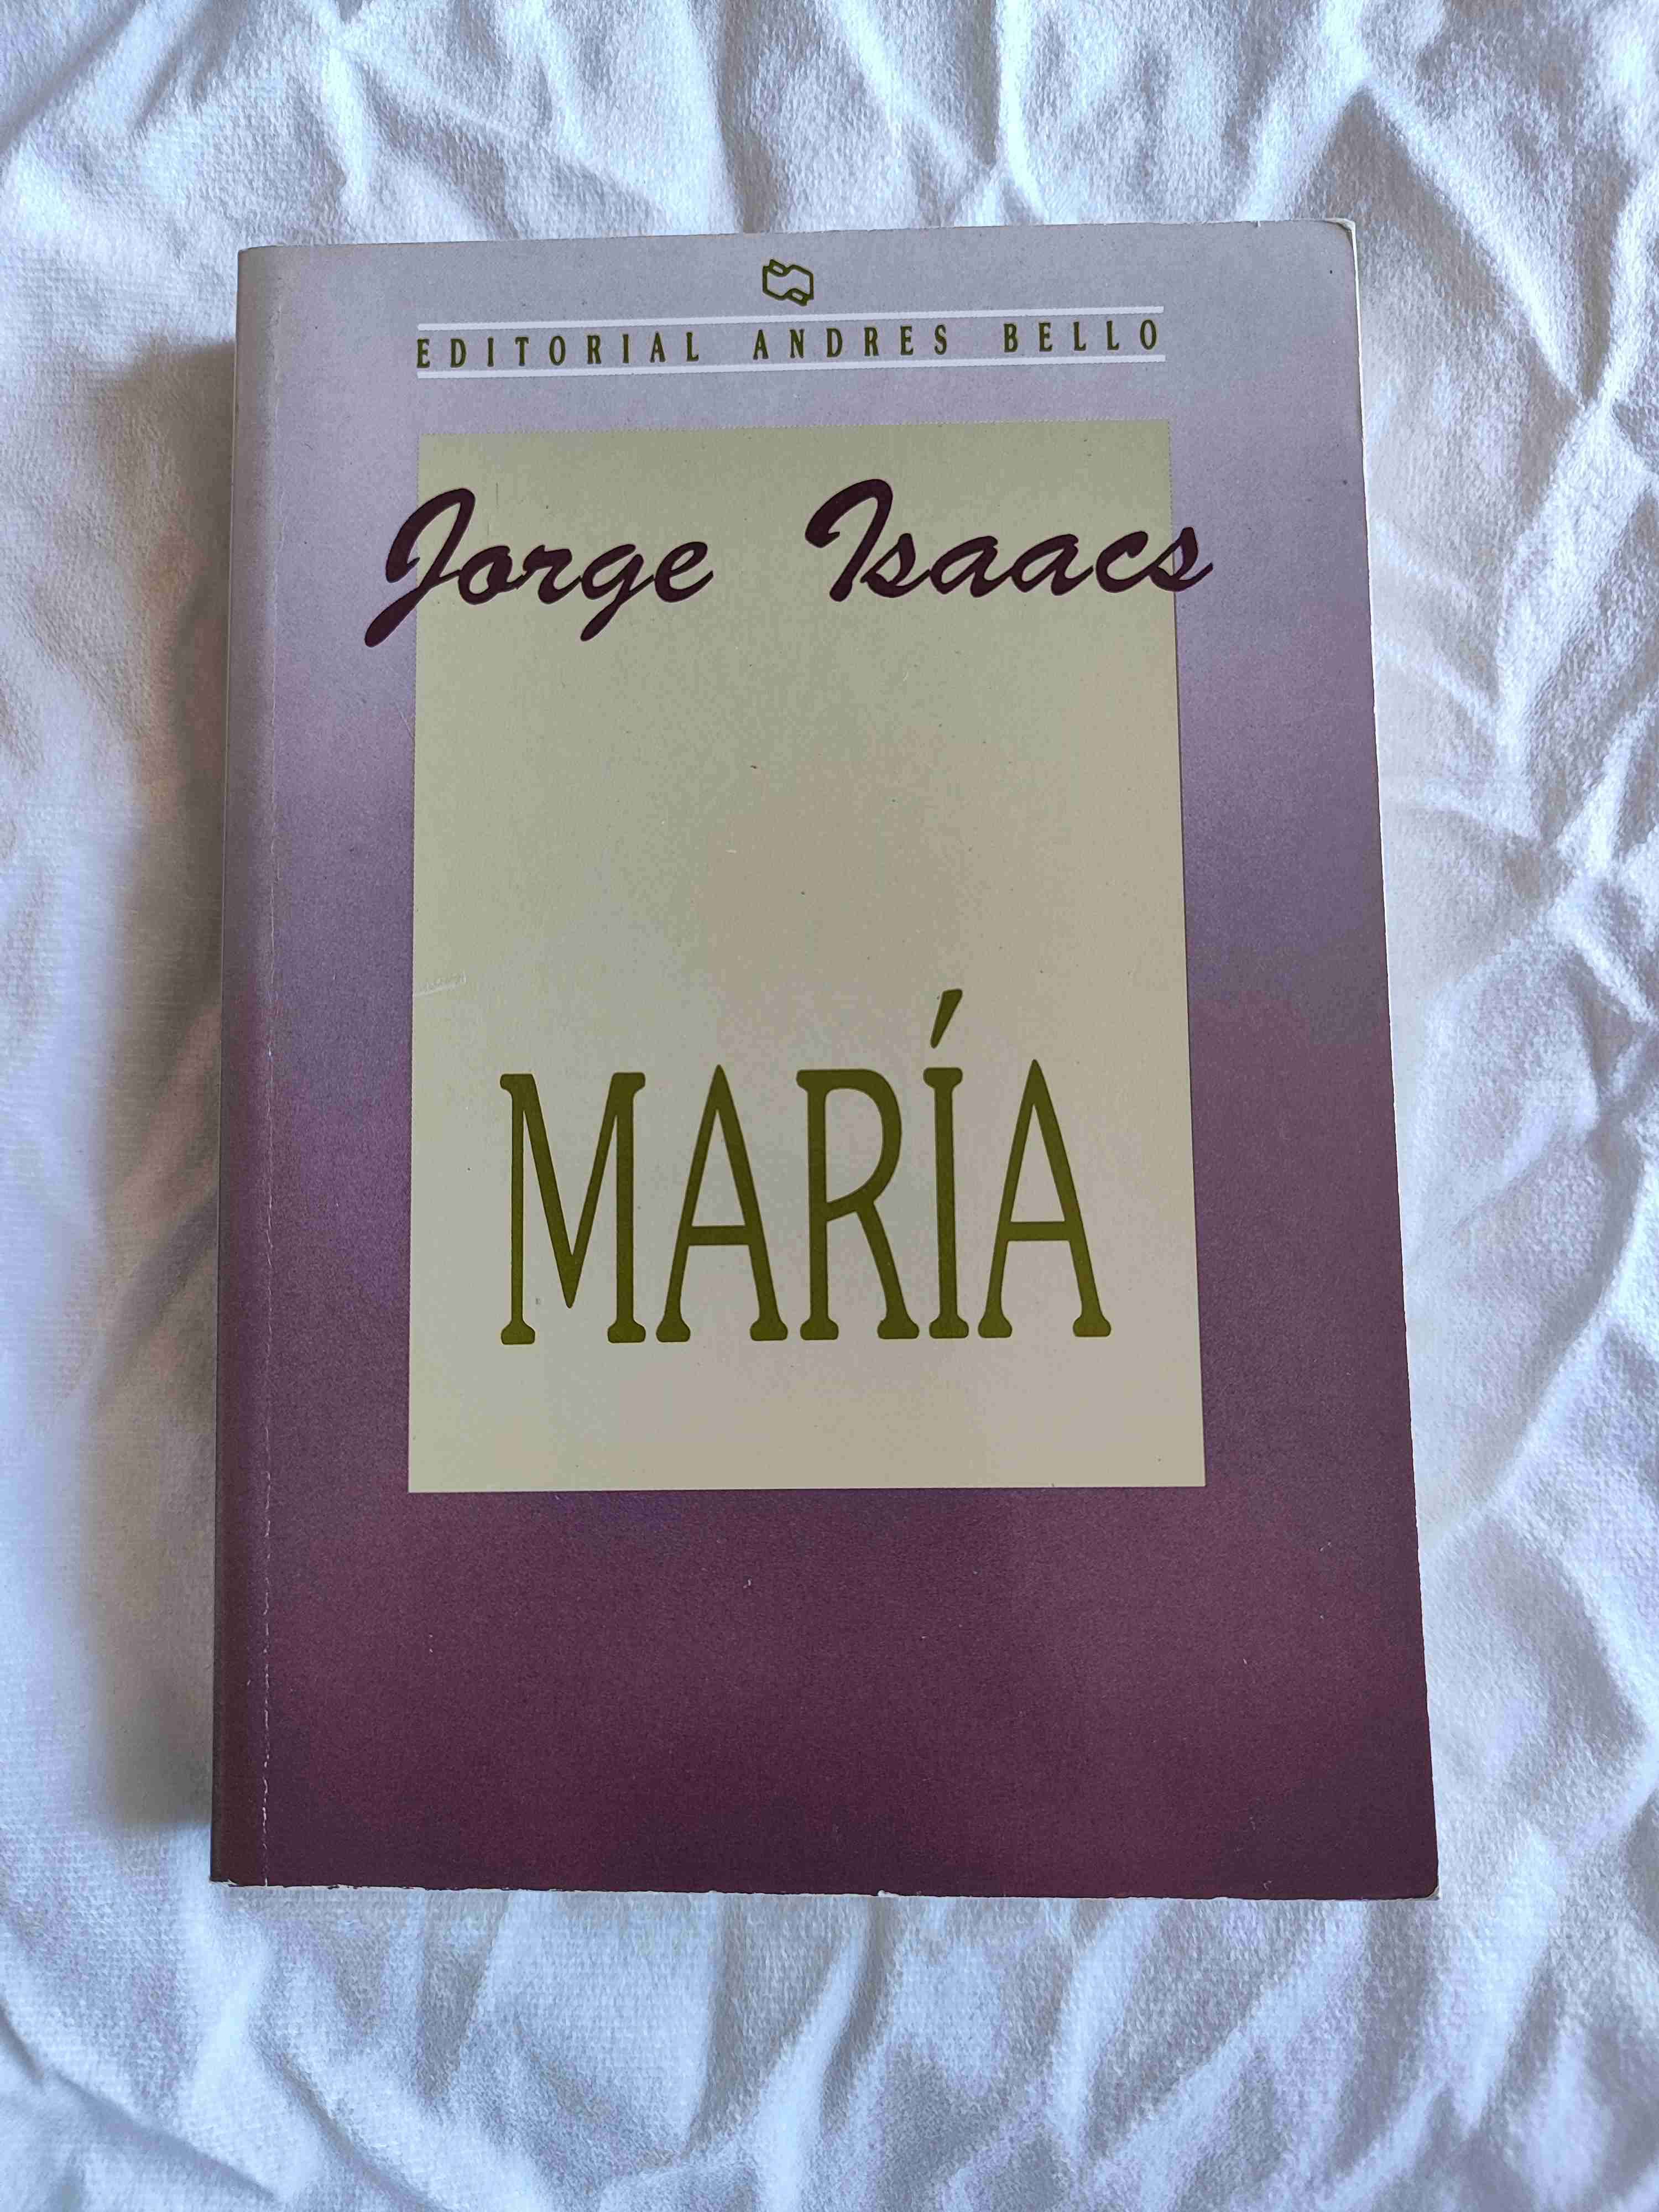 EDITORIAL ANDRES BELLO
Jorge Isaacs
MARÍA